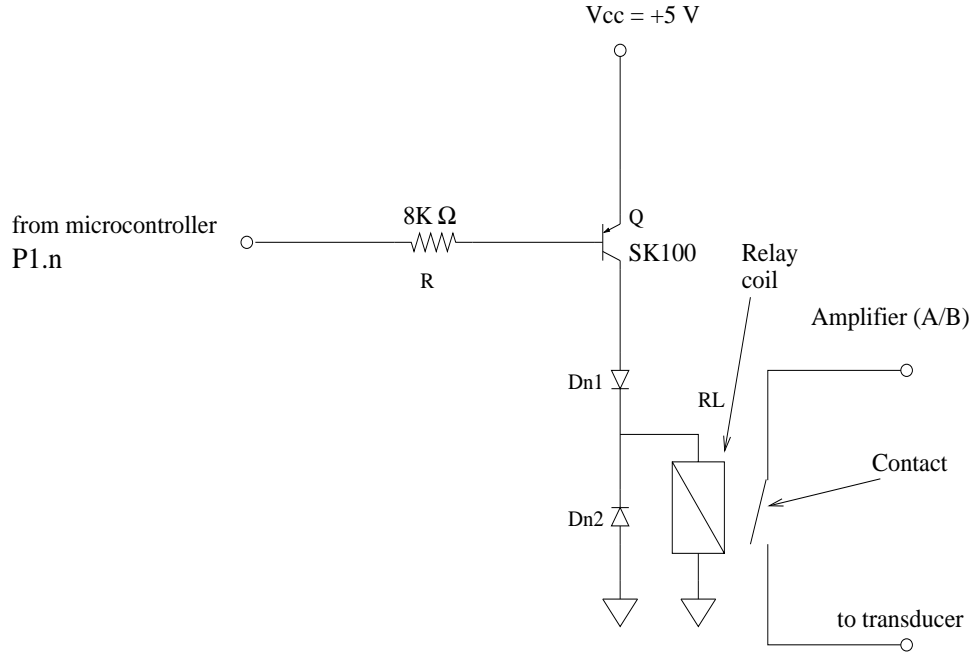 Vcc = +5 V
from microcontroller
P1.n
8K Ω
R
Q
SK100
Relay
coil
Amplifier (A/B)
Dn1
RL
Contact
Dn2
to transducer